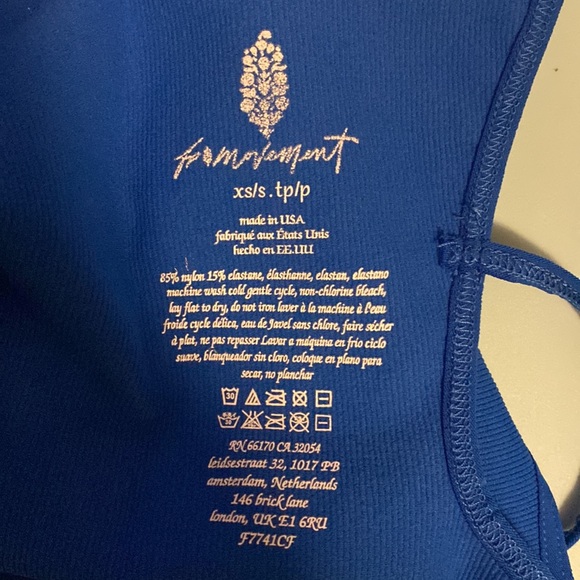 fp movement
xs/s.tp/p
made in USA
fabriqué aux États Unis
hecho en EE.UU
85% nylon 15% elastane, élasthanne, elastan, elastano
machine wash cold gentle cycle, non-chlorine bleach,
lay flat to dry, do not iron laver à la machine à l'eau
froide cycle délica, eau de Javel sans chlore, faire sécher
à plat, ne pas repasser Lavar a máquina en frío ciclo
suave, blanqueador sin cloro, coloque en plano para
secar, no planchar
30
30
RN 66170 CA 32054
leidsestraat 32, 1017 PB
amsterdam, Netherlands
146 brick lane
london, UK E1 6RU
F7741CF